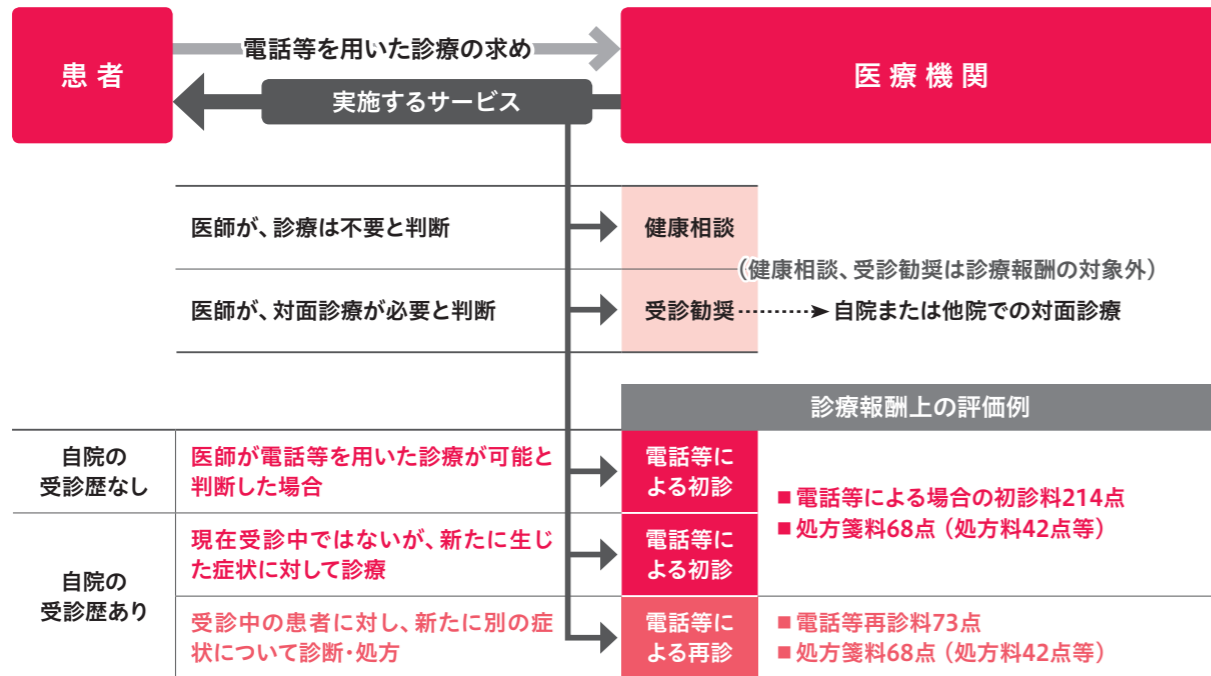 患者
電話等を用いた診療の求め
医療機関
実施するサービス
医師が、診療は不要と判断
健康相談
(健康相談、受診勧奨は診療報酬の対象外)
医師が、対面診療が必要と判断
受診勧奨
自院または他院での対面診療
診療報酬上の評価例
自院の
受診歴なし
医師が電話等を用いた診療が可能と
判断した場合
電話等に
よる初診
■電話等による場合の初診料214点
■処方箋料68点(処方料42点等)
自院の
受診歴あり
現在受診中ではないが、新たに生じ
た症状に対して診療
電話等に
よる初診
受診中の患者に対し、新たに別の症
状について診断・処方
電話等に
よる再診
■電話等再診料73点
■処方箋料68点(処方料42点等)